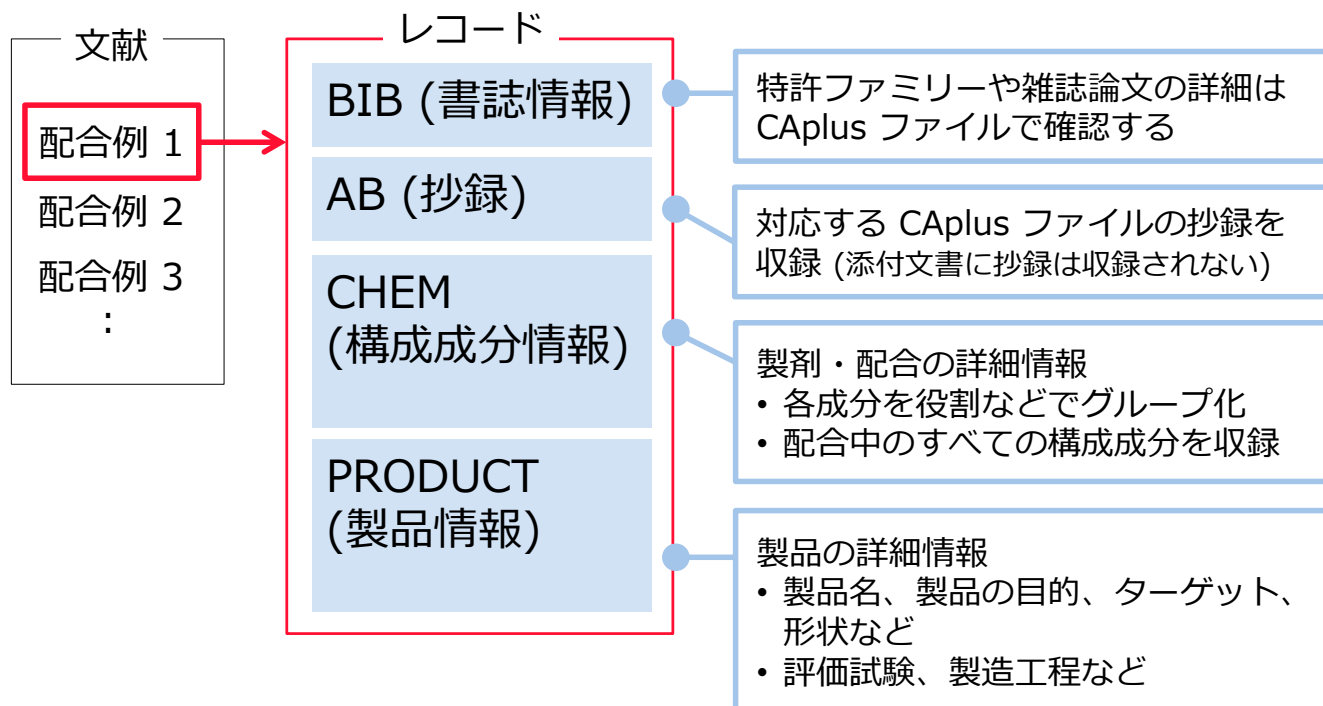 文献
配合例 1
配合例 2
配合例 3
:
レコード
BIB (書誌情報)
AB (抄録)
CHEM
(構成成分情報)
PRODUCT
(製品情報)
特許ファミリーや雑誌論文の詳細は
CAplus ファイルで確認する
対応する CAplus ファイルの抄録を
収録 (添付文書に抄録は収録されない)
製剤・配合の詳細情報
• 各成分を役割などでグループ化
• 配合中のすべての構成成分を収録
製品の詳細情報
• 製品名、製品の目的、ターゲット、
形状など
• 評価試験、製造工程など